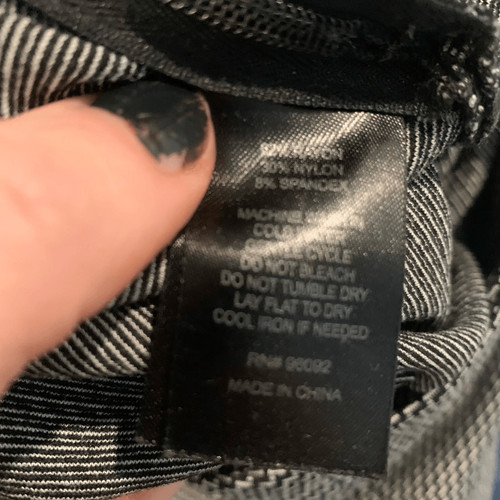 NYLON
8% SPANDEX
MACHINE
COLD
CYCLE
DO NOT BLEACH
DO NOT TUMBLE DRY
LAY FLAT TO DRY
COOL IRON IF NEEDED
RN# 96092
MADE IN CHINA